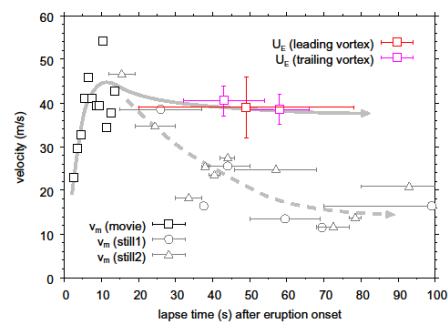 U_E (leading vortex)
U_E (trailing vortex)
60
50
40
30
20
10
0
velocity (m/s)
v_m (movie)
v_m (still1)
v_m (still2)
0 10 20 30 40 50 60 70 80 90 100
lapse time (s) after eruption onset